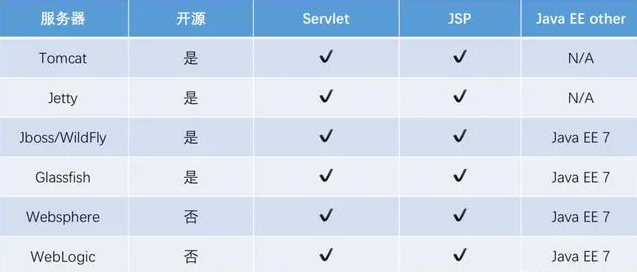 服务器 开源 Servlet JSP Java EE other
Tomcat 是 ✓ ✓ N/A
Jetty 是 ✓ ✓ N/A
Jboss/WildFly 是 ✓ ✓ Java EE 7
Glassfish 是 ✓ ✓ Java EE 7
Websphere 否 ✓ ✓ Java EE 7
WebLogic 否 ✓ ✓ Java EE 7